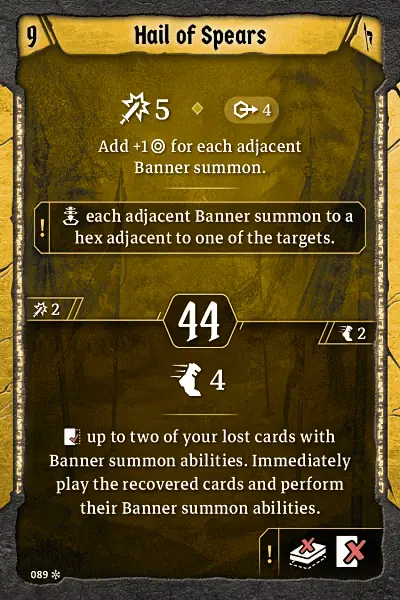 9 Hail of Spears
5 4
Add +1 for each adjacent
Banner summon.
! each adjacent Banner summon to a
hex adjacent to one of the targets.
2 44 2
4
up to two of your lost cards with
Banner summon abilities. Immediately
play the recovered cards and perform
their Banner summon abilities.
!
089